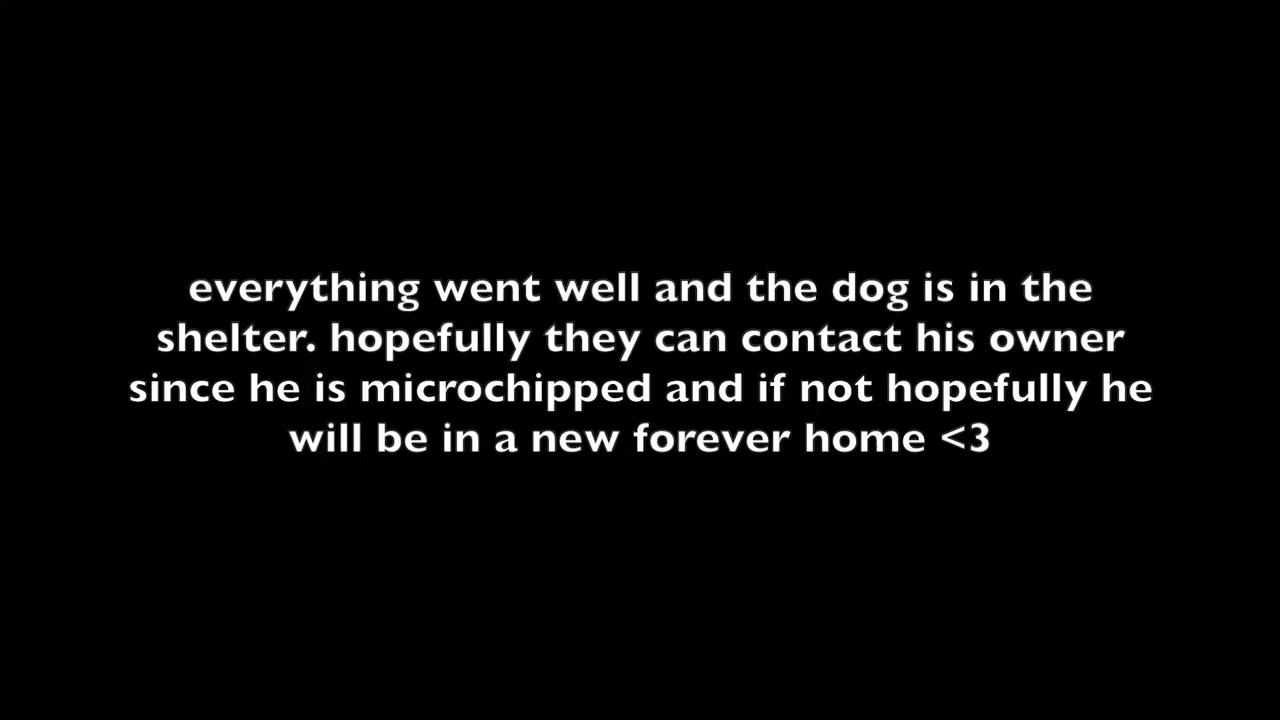 everything went well and the dog is in the
shelter. hopefully they can contact his owner
since he is microchipped and if not hopefully he
will be in a new forever home <3